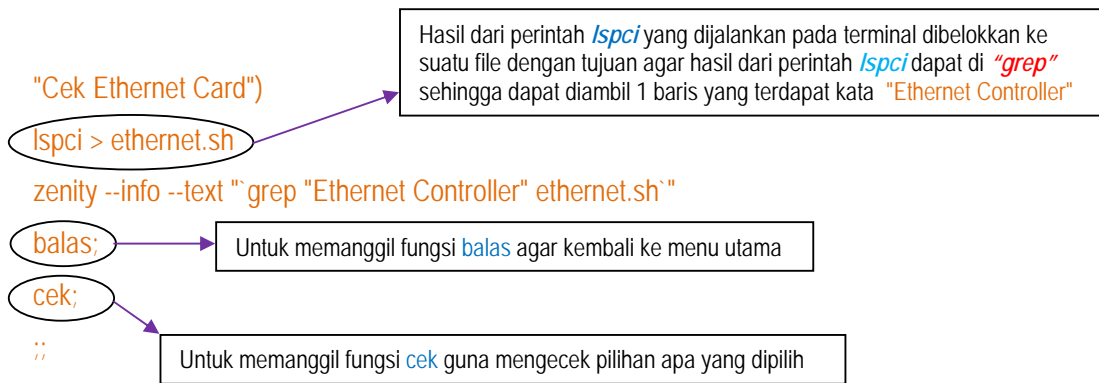 Hasil dari perintah lspci yang dijalankan pada terminal dibelokkan ke
suatu file dengan tujuan agar hasil dari perintah lspci dapat di “grep”
sehingga dapat diambil 1 baris yang terdapat kata "Ethernet Controller"
"Cek Ethernet Card")
lspci > ethernet.sh
zenity --info --text "`grep "Ethernet Controller" ethernet.sh`"
balas;
Untuk memanggil fungsi balas agar kembali ke menu utama
cek;
;;
Untuk memanggil fungsi cek guna mengecek pilihan apa yang dipilih